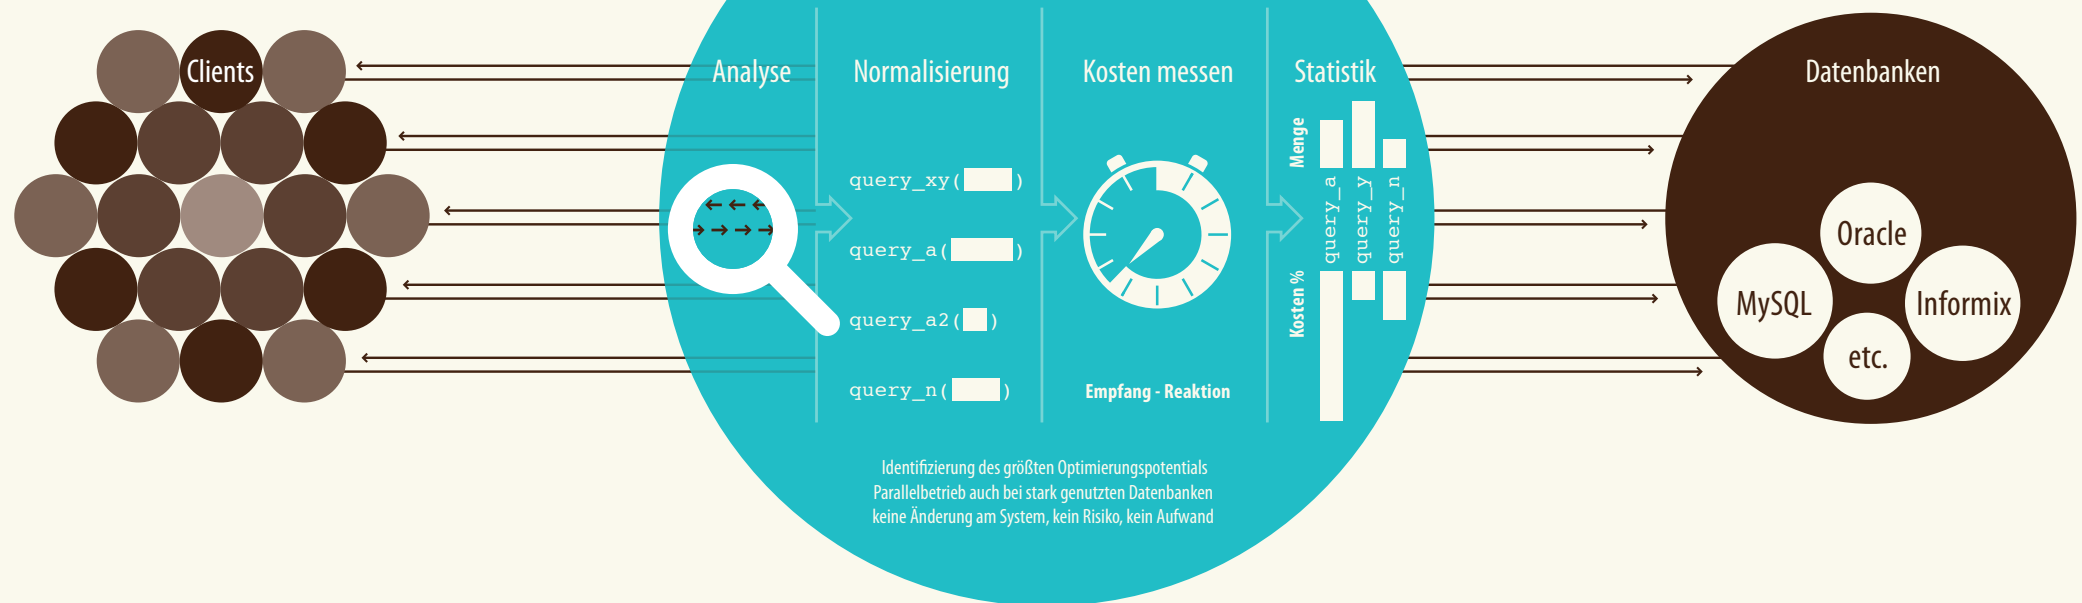 Clients
Analyse
Normalisierung
Kosten messen
Statistik
Datenbanken
query_xy( )
query_a( )
query_a2( )
query_n( )
Empfang - Reaktion
Menge
query_a
query_y
query_n
Kosten %
Oracle
MySQL
Informix
etc.
Identifizierung des größten Optimierungspotentials
Parallelbetrieb auch bei stark genutzten Datenbanken
keine Änderung am System, kein Risiko, kein Aufwand